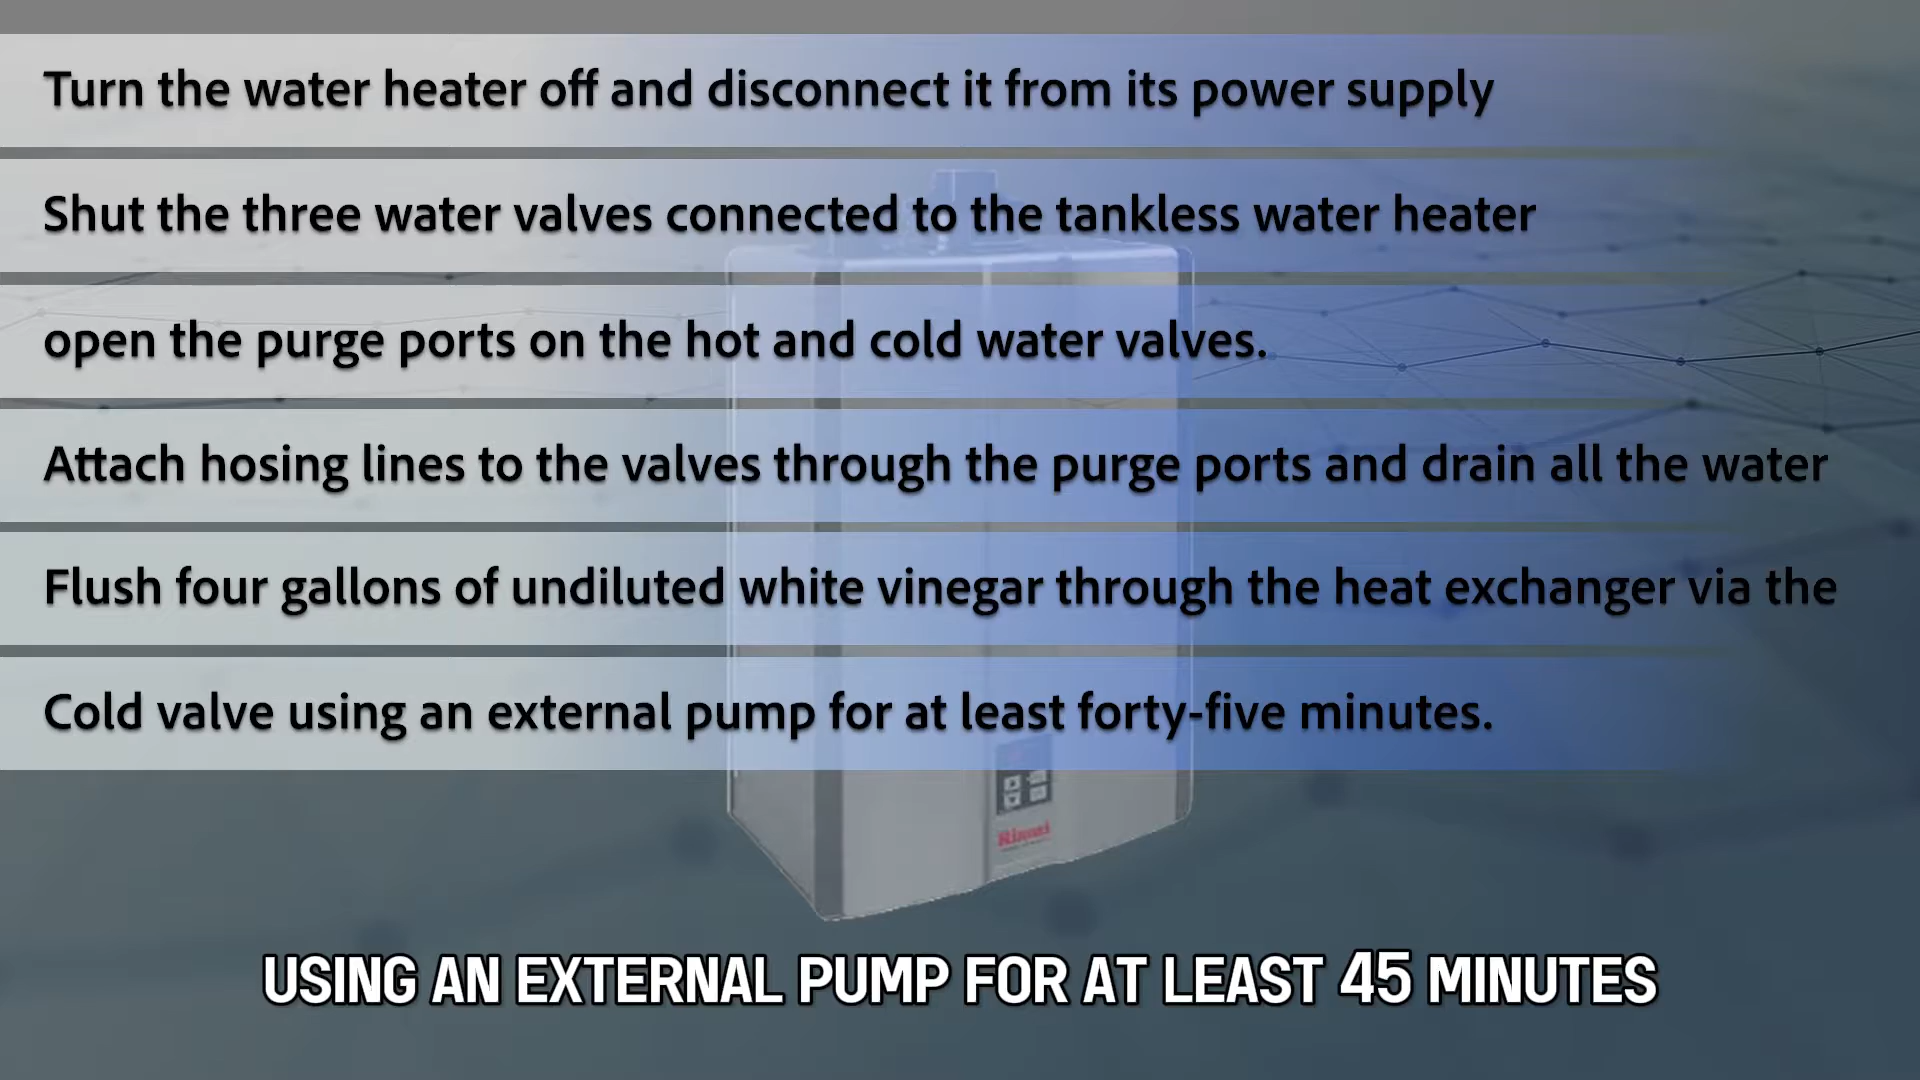 Turn the water heater off and disconnect it from its power supply
Shut the three water valves connected to the tankless water heater
open the purge ports on the hot and cold water valves.
Attach hosing lines to the valves through the purge ports and drain all the water
Flush four gallons of undiluted white vinegar through the heat exchanger via the
Cold valve using an external pump for at least forty-five minutes.
Rinnai
USING AN EXTERNAL PUMP FOR AT LEAST 45 MINUTES